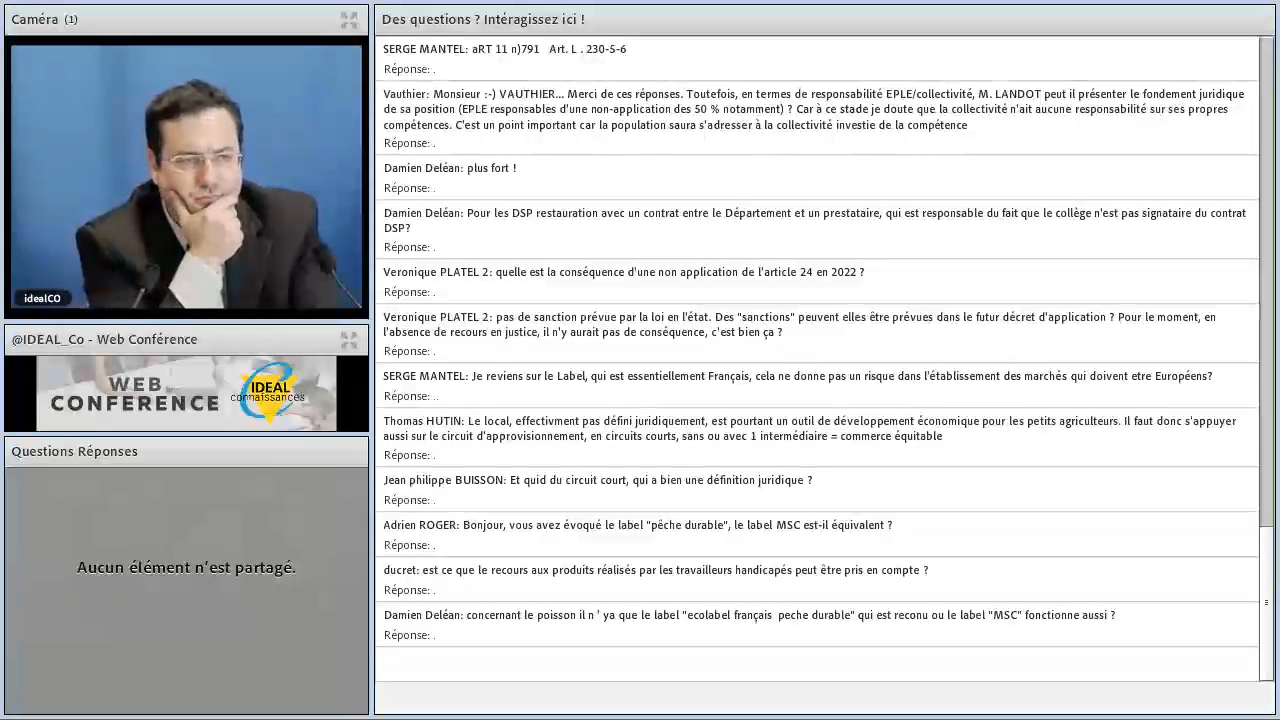 Caméra (1)
idealCO
@IDEAL_Co - Web Conférence
WEB
CONFERENCE
IDEAL
connaissances
Questions Réponses
Aucun élément n’est partagé.
Des questions ? Intéragissez ici !
SERGE MANTEL: aRT 11 n)791   Art. L . 230-5-6
Réponse: .
Vauthier: Monsieur :-) VAUTHIER... Merci de ces réponses. Toutefois, en termes de responsabilité EPLE/collectivité, M. LANDOT peut il présenter le fondement juridique
de sa position (EPLE responsables d'une non-application des 50 % notamment) ? Car à ce stade je doute que la collectivité n'ait aucune responsabilité sur ses propres
compétences. C'est un point important car la population saura s'adresser à la collectivité investie de la compétence
Réponse: .
Damien Deléan: plus fort !
Réponse: .
Damien Deléan: Pour les DSP restauration avec un contrat entre le Département et un prestataire, qui est responsable du fait que le collège n'est pas signataire du contrat
DSP?
Réponse: .
Veronique PLATEL 2: quelle est la conséquence d'une non application de l'article 24 en 2022 ?
Réponse: .
Veronique PLATEL 2: pas de sanction prévue par la loi en l'état. Des "sanctions" peuvent elles être prévues dans le futur décret d'application ? Pour le moment, en
l'absence de recours en justice, il n'y aurait pas de conséquence, c'est bien ça ?
Réponse: .
SERGE MANTEL: Je reviens sur le Label, qui est essentiellement Français, cela ne donne pas un risque dans l'établissement des marchés qui doivent etre Européens?
Réponse: ..
Thomas HUTIN: Le local, effectivment pas défini juridiquement, est pourtant un outil de développement économique pour les petits agriculteurs. Il faut donc s'appuyer
aussi sur le circuit d'approvisionnement, en circuits courts, sans ou avec 1 intermédiaire = commerce équitable
Réponse: .
Jean philippe BUISSON: Et quid du circuit court, qui a bien une définition juridique ?
Réponse: .
Adrien ROGER: Bonjour, vous avez évoqué le label "pêche durable", le label MSC est-il équivalent ?
Réponse: .
ducret: est ce que le recours aux produits réalisés par les travailleurs handicapés peut être pris en compte ?
Réponse: .
Damien Deléan: concernant le poisson il n ' ya que le label "ecolabel français  peche durable" qui est reconu ou le label "MSC" fonctionne aussi ?
Réponse: .